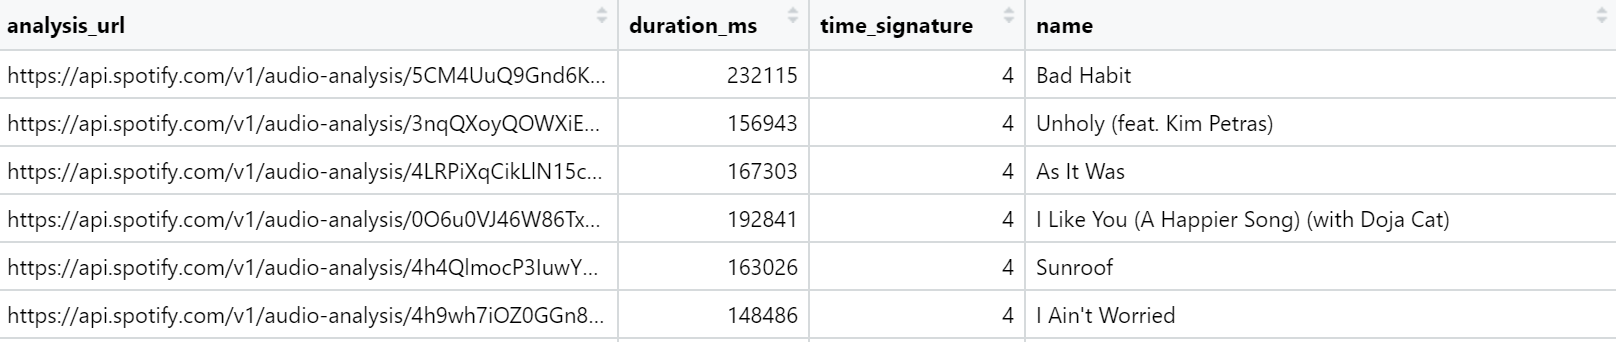 analysis_url duration_ms time_signature name
https://api.spotify.com/v1/audio-analysis/5CM4UuQ9Gnd6K... 232115 4 Bad Habit
https://api.spotify.com/v1/audio-analysis/3nqQXoyQOWXiE... 156943 4 Unholy (feat. Kim Petras)
https://api.spotify.com/v1/audio-analysis/4LRPiXqCikLlN15c... 167303 4 As It Was
https://api.spotify.com/v1/audio-analysis/0O6u0VJ46W86Tx... 192841 4 I Like You (A Happier Song) (with Doja Cat)
https://api.spotify.com/v1/audio-analysis/4h4QlmocP3IuwY... 163026 4 Sunroof
https://api.spotify.com/v1/audio-analysis/4h9wh7iOZ0GGn8... 148486 4 I Ain't Worried